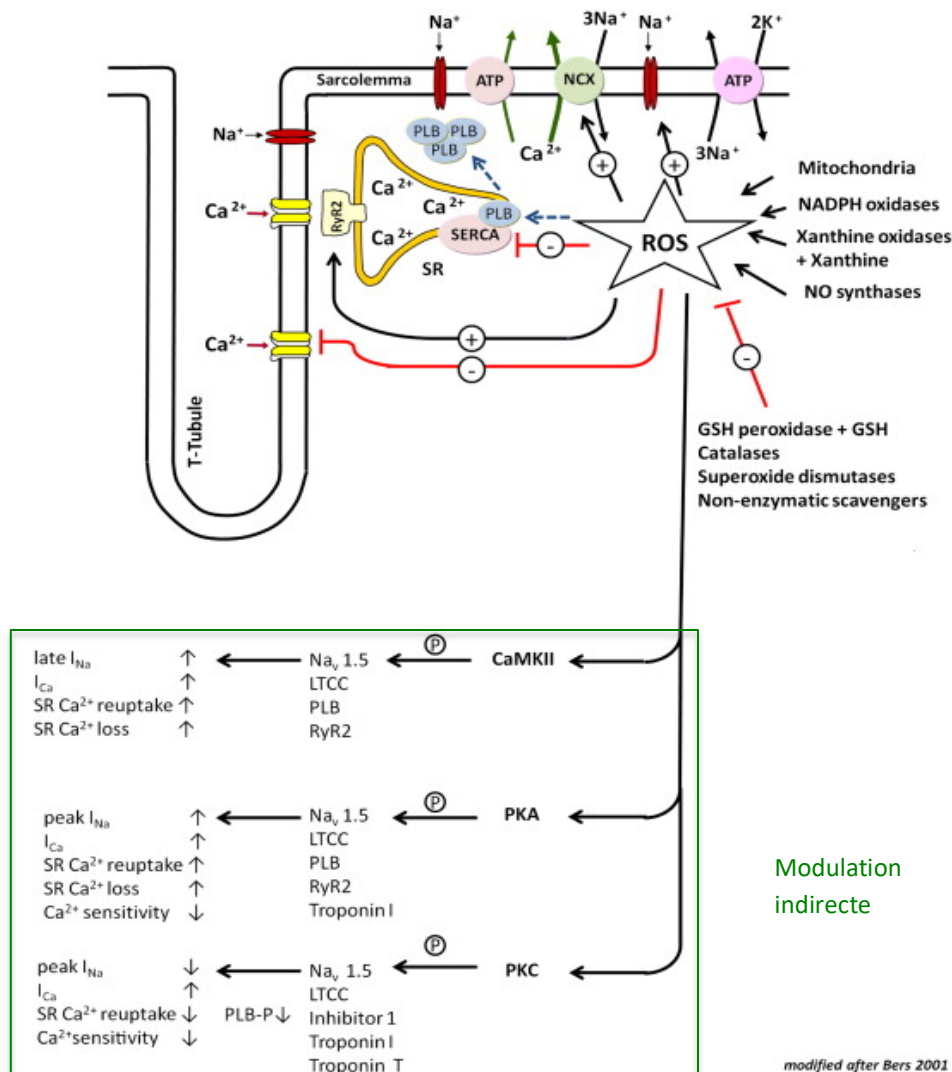 Na⁺
3Na⁺
Na⁺
2K⁺
Sarcolemma
ATP
NCX
ATP
Na⁺
PLB
PLB
PLB
Ca²⁺
3Na⁺
Ca²⁺
RyR2
Ca²⁺
Ca²⁺
PLB
Ca²⁺
SERCA
SR
+
+
-
ROS
Mitochondria
NADPH oxidases
Xanthine oxidases
+ Xanthine
NO synthases
Ca²⁺
+
-
-
T-Tubule
GSH peroxidase + GSH
Catalases
Superoxide dismutases
Non-enzymatic scavengers
late I_Na ↑ Naᵥ 1.5 P CaMKII
I_Ca ↑ LTCC
SR Ca²⁺ reuptake ↑ PLB
SR Ca²⁺ loss ↑ RyR2
peak I_Na ↑ Naᵥ 1.5 P PKA
I_Ca ↑ LTCC
SR Ca²⁺ reuptake ↑ PLB
SR Ca²⁺ loss ↑ RyR2
Ca²⁺ sensitivity ↓ Troponin I
Modulation
indirecte
peak I_Na ↓ Naᵥ 1.5 P PKC
I_Ca ↑ LTCC
SR Ca²⁺ reuptake ↓ PLB-P↓ Inhibitor 1
Ca²⁺sensitivity ↓ Troponin I
Troponin T
modified after Bers 2001